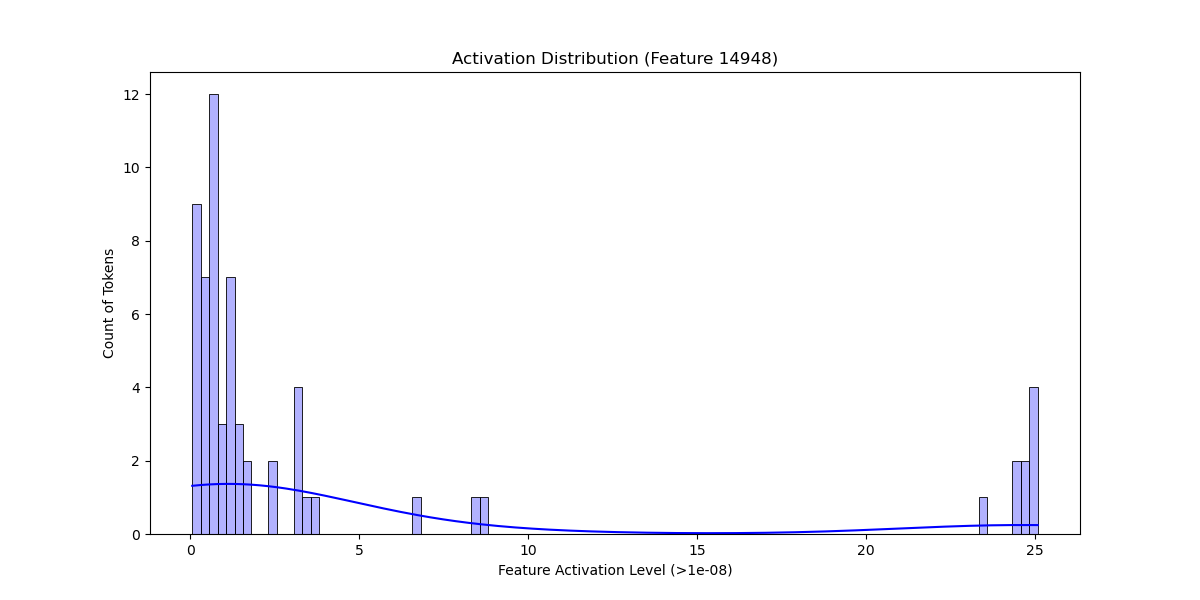 Activation Distribution (Feature 14948)
12
10
8
6
4
2
0
Count of Tokens
0 5 10 15 20 25
Feature Activation Level (>1e-08)